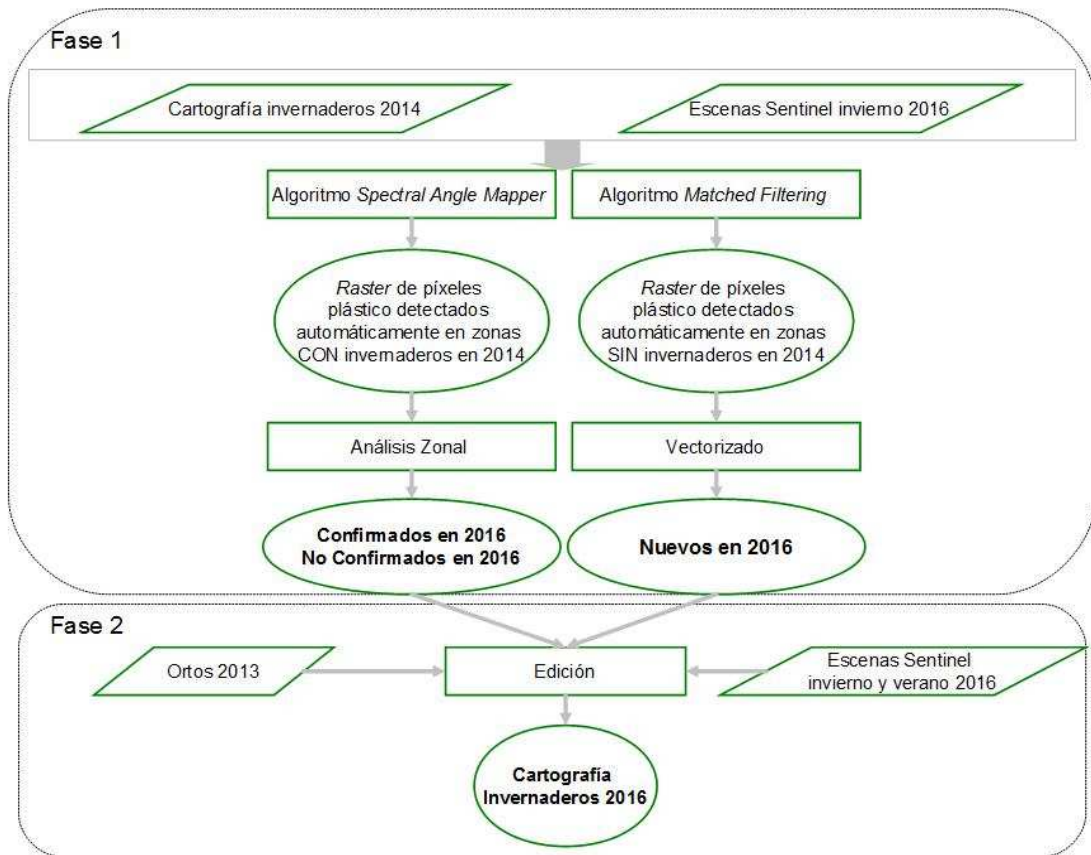 Fase 1
Cartografía invernaderos 2014
Escenas Sentinel invierno 2016
Algoritmo Spectral Angle Mapper
Algoritmo Matched Filtering
Raster de píxeles
plástico detectados
automáticamente en zonas
CON invernaderos en 2014
Raster de píxeles
plástico detectados
automáticamente en zonas
SIN invernaderos en 2014
Análisis Zonal
Vectorizado
Confirmados en 2016
No Confirmados en 2016
Nuevos en 2016
Fase 2
Ortos 2013
Edición
Escenas Sentinel
invierno y verano 2016
Cartografía
Invernaderos 2016